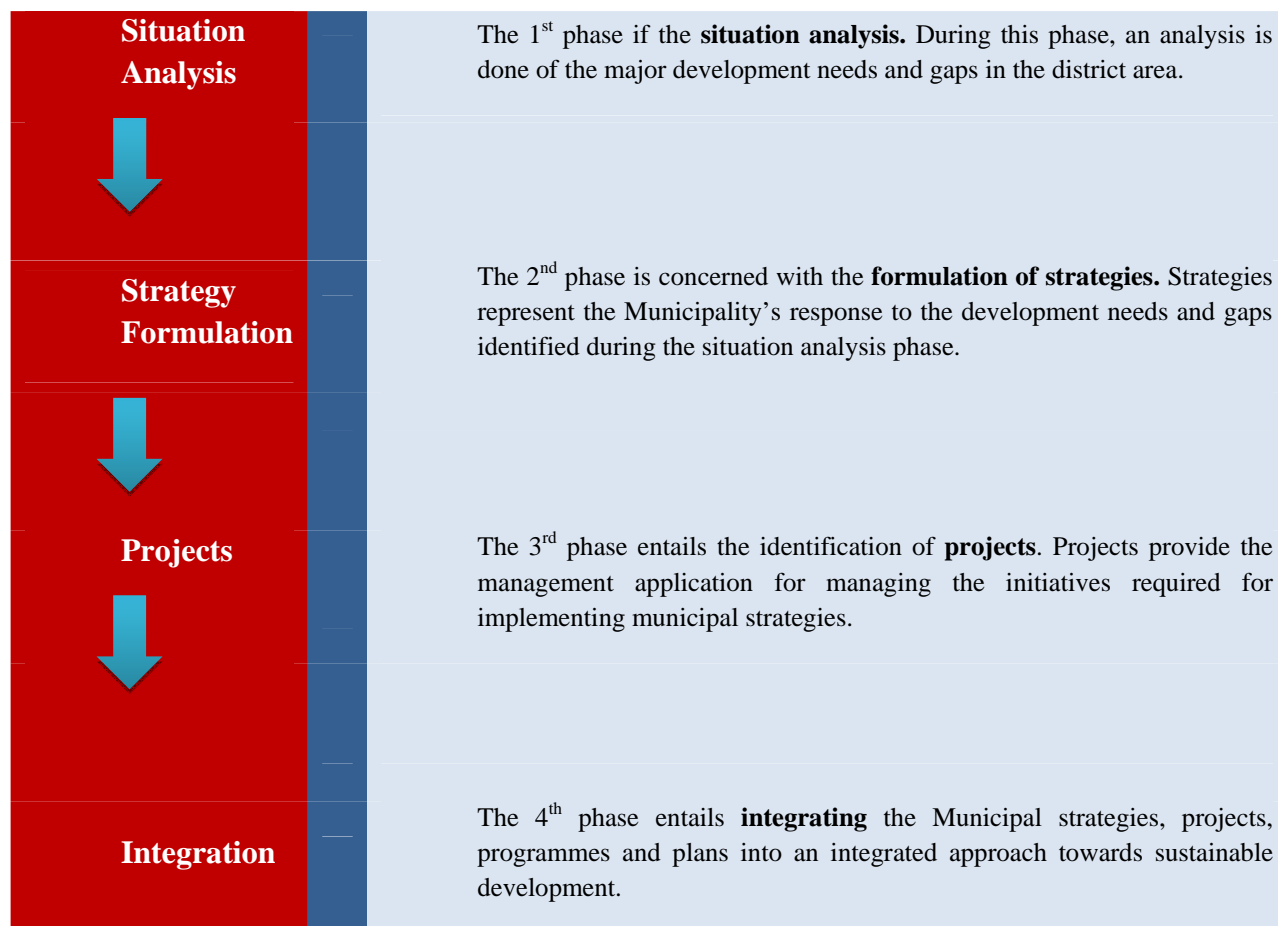 Situation
Analysis
The 1st phase if the situation analysis. During this phase, an analysis is
done of the major development needs and gaps in the district area.
Strategy
Formulation
The 2nd phase is concerned with the formulation of strategies. Strategies
represent the Municipality’s response to the development needs and gaps
identified during the situation analysis phase.
Projects
The 3rd phase entails the identification of projects. Projects provide the
management application for managing the initiatives required for
implementing municipal strategies.
Integration
The 4th phase entails integrating the Municipal strategies, projects,
programmes and plans into an integrated approach towards sustainable
development.